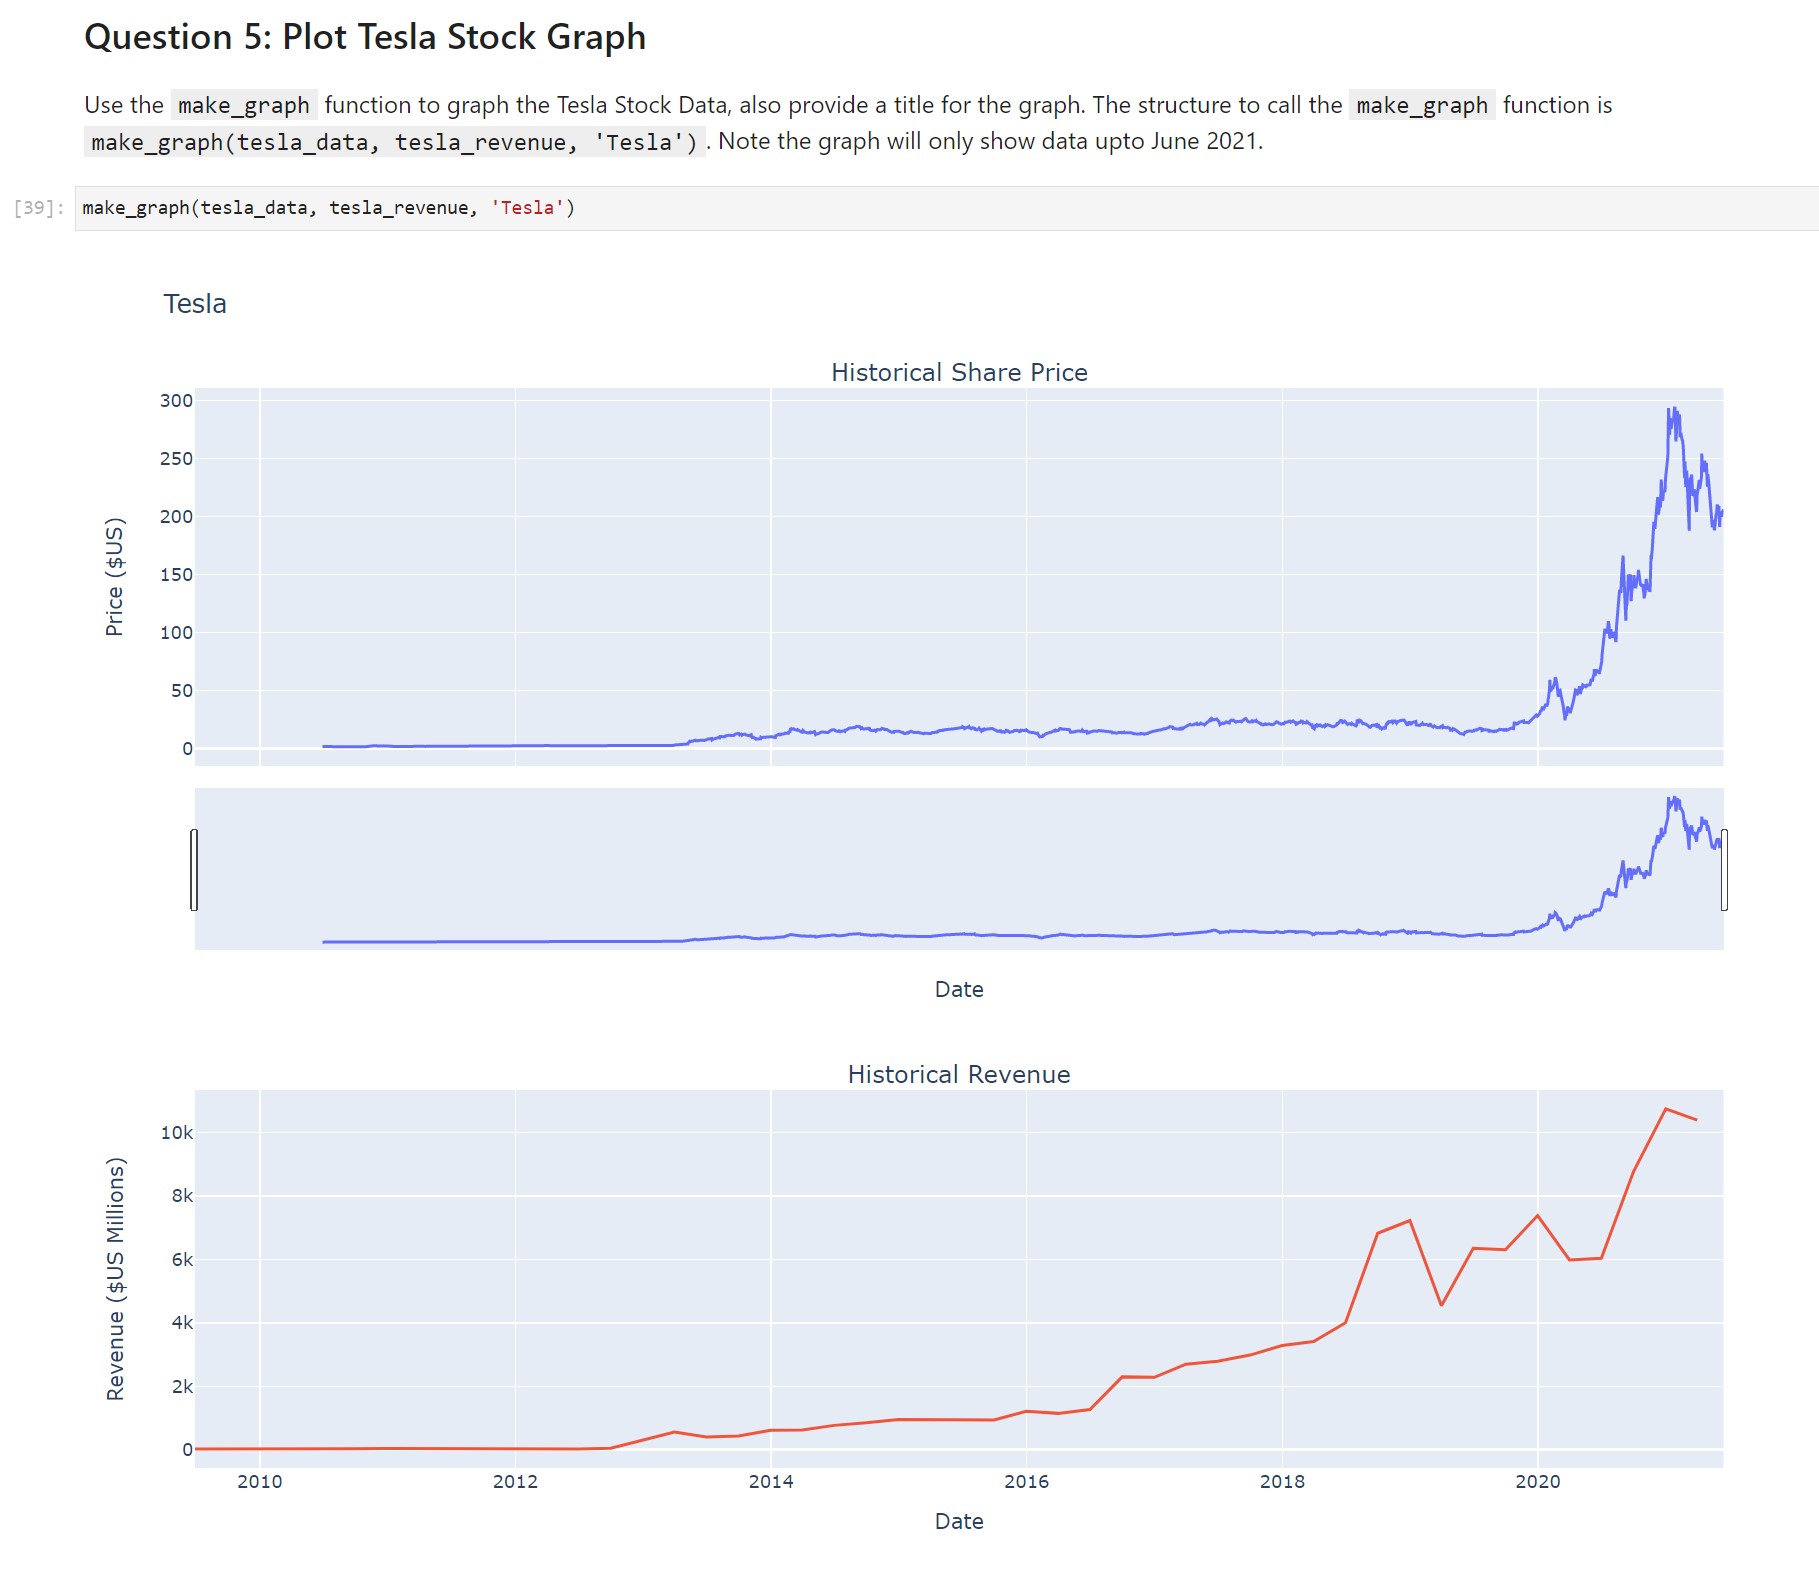 Question 5: Plot Tesla Stock Graph
Use the make_graph function to graph the Tesla Stock Data, also provide a title for the graph. The structure to call the make_graph function is
make_graph(tesla_data, tesla_revenue, 'Tesla') . Note the graph will only show data upto June 2021.
[39]: make_graph(tesla_data, tesla_revenue, 'Tesla')
Tesla
Historical Share Price
300
250
200
150
100
50
0
Price ($US)
Date
Historical Revenue
10k
8k
6k
4k
2k
0
Revenue ($US Millions)
2010 2012 2014 2016 2018 2020
Date